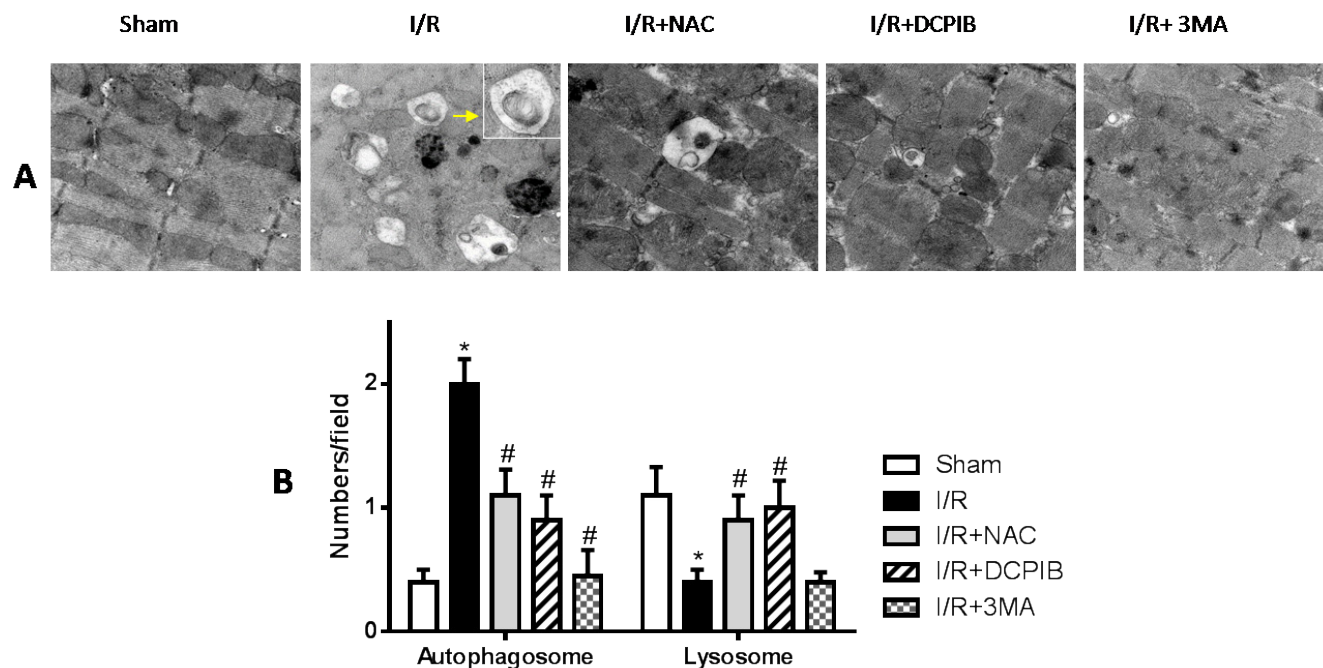 Sham I/R I/R+NAC I/R+DCPIB I/R+ 3MA
A
B
Numbers/field
2
1
0
*
#
#
#
*
#
#
Autophagosome Lysosome
Sham
I/R
I/R+NAC
I/R+DCPIB
I/R+3MA